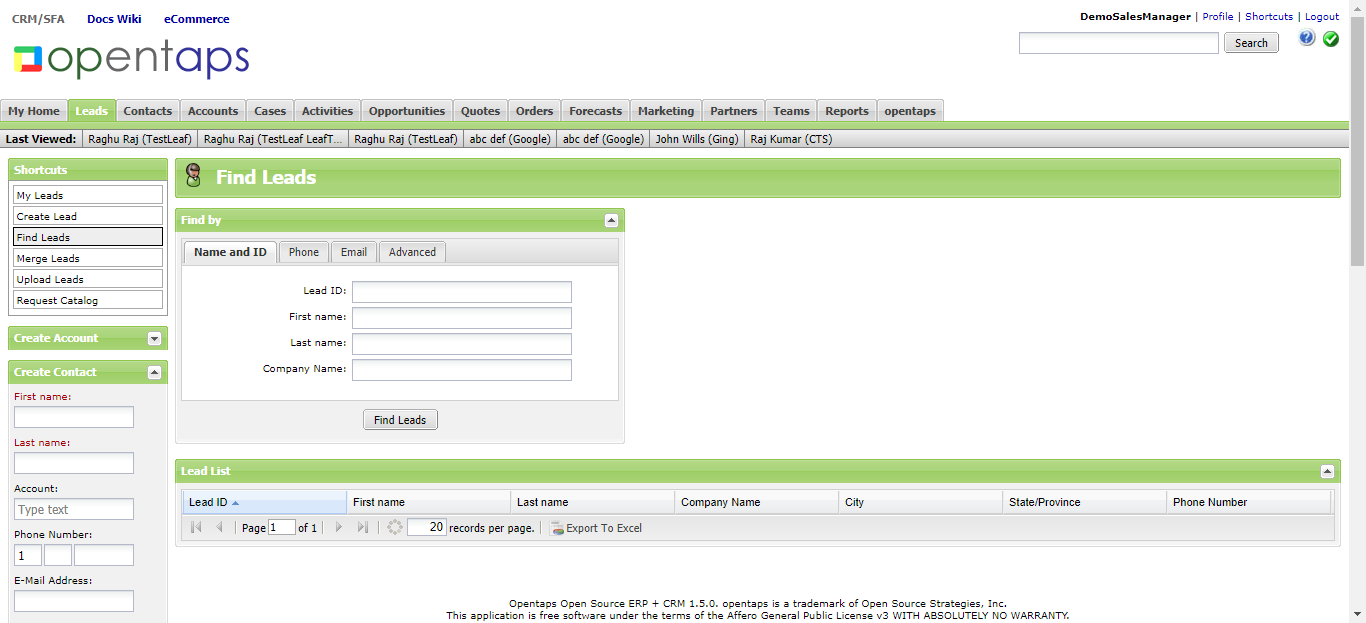 CRM/SFA Docs Wiki eCommerce
DemoSalesManager | Profile | Shortcuts | Logout
opentaps
Search
My Home Leads Contacts Accounts Cases Activities Opportunities Quotes Orders Forecasts Marketing Partners Teams Reports opentaps
Last Viewed: Raghu Raj (TestLeaf) Raghu Raj (TestLeaf LeafT... Raghu Raj (TestLeaf) abc def (Google) abc def (Google) John Wills (Ging) Raj Kumar (CTS)
Shortcuts
My Leads
Create Lead
Find Leads
Merge Leads
Upload Leads
Request Catalog
Create Account
Create Contact
First name:
Last name:
Account:
Type text
Phone Number:
1
E-Mail Address:
Find Leads
Find by
Name and ID Phone Email Advanced
Lead ID:
First name:
Last name:
Company Name:
Find Leads
Lead List
Lead ID First name Last name Company Name City State/Province Phone Number
Page 1 of 1 20 records per page. Export To Excel
Opentaps Open Source ERP + CRM 1.5.0. opentaps is a trademark of Open Source Strategies, Inc.
This application is free software under the terms of the Affero General Public License v3 WITH ABSOLUTELY NO WARRANTY.